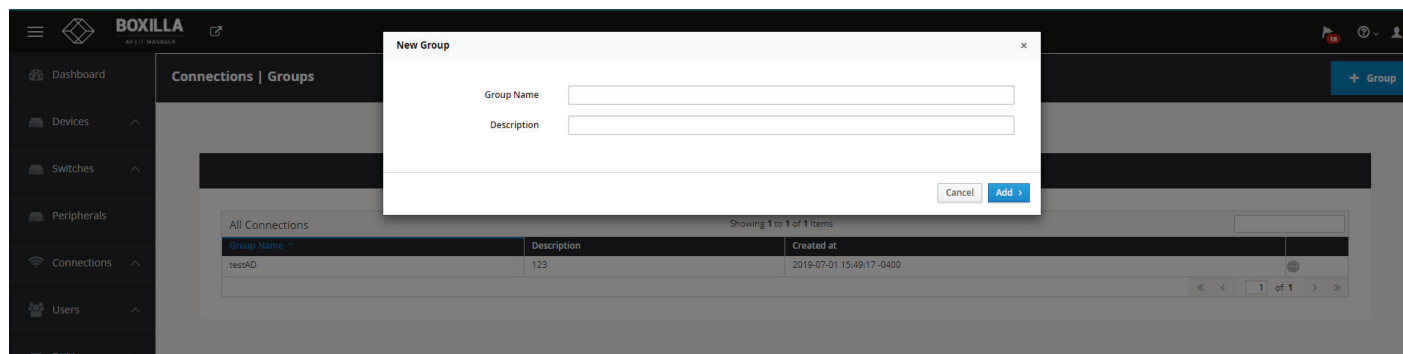 BOXILLA
AV | IT MANAGER
18
New Group
×
Dashboard
Connections | Groups
+ Group
Group Name
Devices
Description
Switches
Cancel
Add ›
Peripherals
All Connections
Showing 1 to 1 of 1 Items
Group Name
Description
Created at
Connections
testAD
123
2019-07-01 15:49:17 -0400
« < 1 of 1 > »
Users